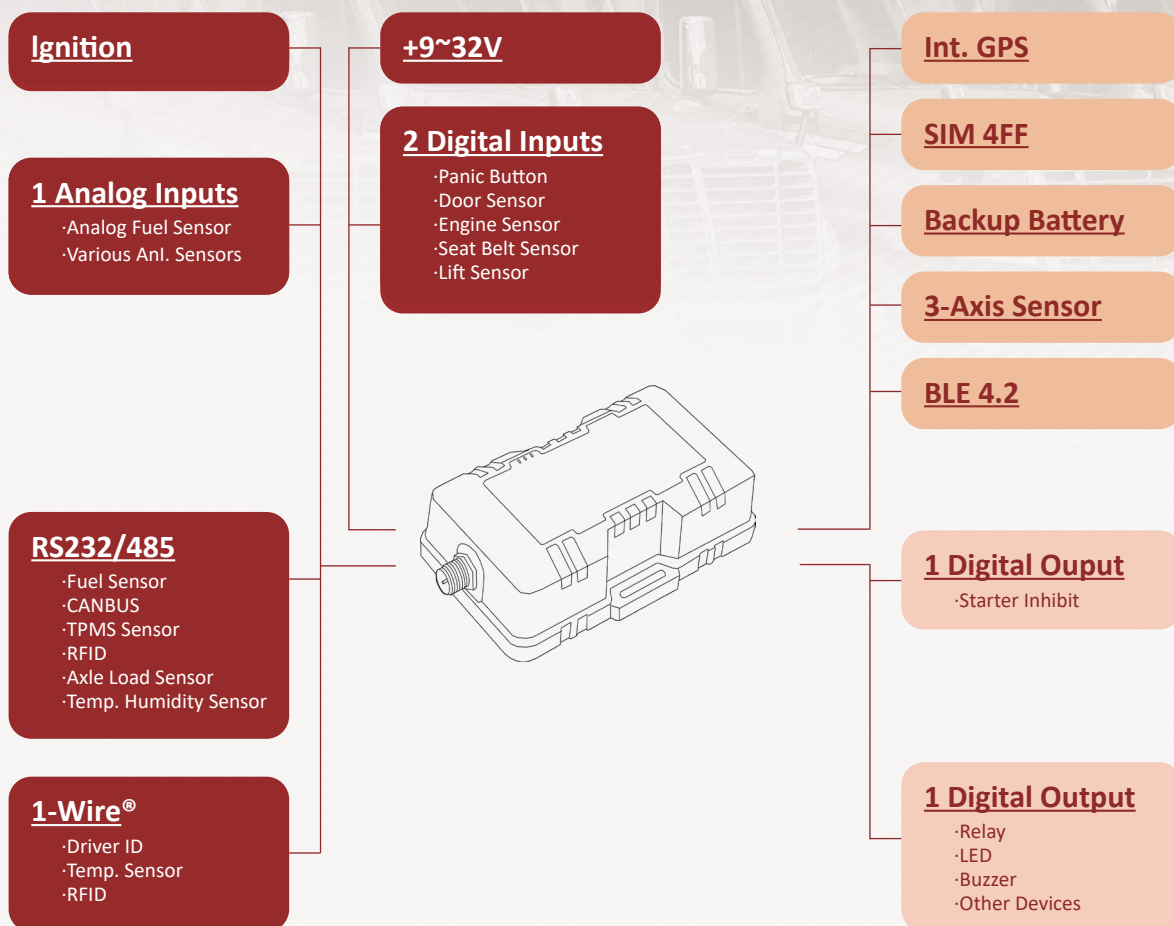 Ignition
1 Analog Inputs
·Analog Fuel Sensor
·Various Anl. Sensors
RS232/485
·Fuel Sensor
·CANBUS
·TPMS Sensor
·RFID
·Axle Load Sensor
·Temp. Humidity Sensor
1-Wire®
·Driver ID
·Temp. Sensor
·RFID
+9~32V
2 Digital Inputs
·Panic Button
·Door Sensor
·Engine Sensor
·Seat Belt Sensor
·Lift Sensor
Int. GPS
SIM 4FF
Backup Battery
3-Axis Sensor
BLE 4.2
1 Digital Ouput
·Starter Inhibit
1 Digital Output
·Relay
·LED
·Buzzer
·Other Devices